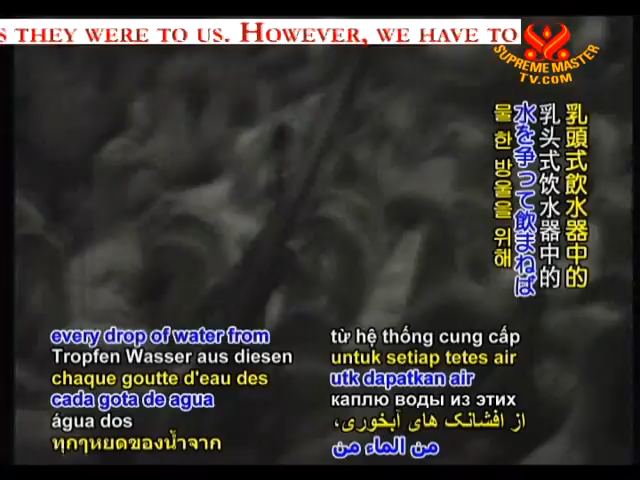 S THEY WERE TO US. HOWEVER, WE HAVE TO
SUPREME MASTER
TV.COM
乳頭式飲水器中的
乳头式饮水器中的
水を争って飲まねば
물 한 방울을 위해
every drop of water from
Tropfen Wasser aus diesen
chaque goutte d'eau des
cada gota de agua
água dos
ทุกๆหยดของน้ำจาก
từ hệ thống cung cấp
untuk setiap tetes air
utk dapatkan air
каплю воды из этих
از افشانک های آبخوری،
من الماء من